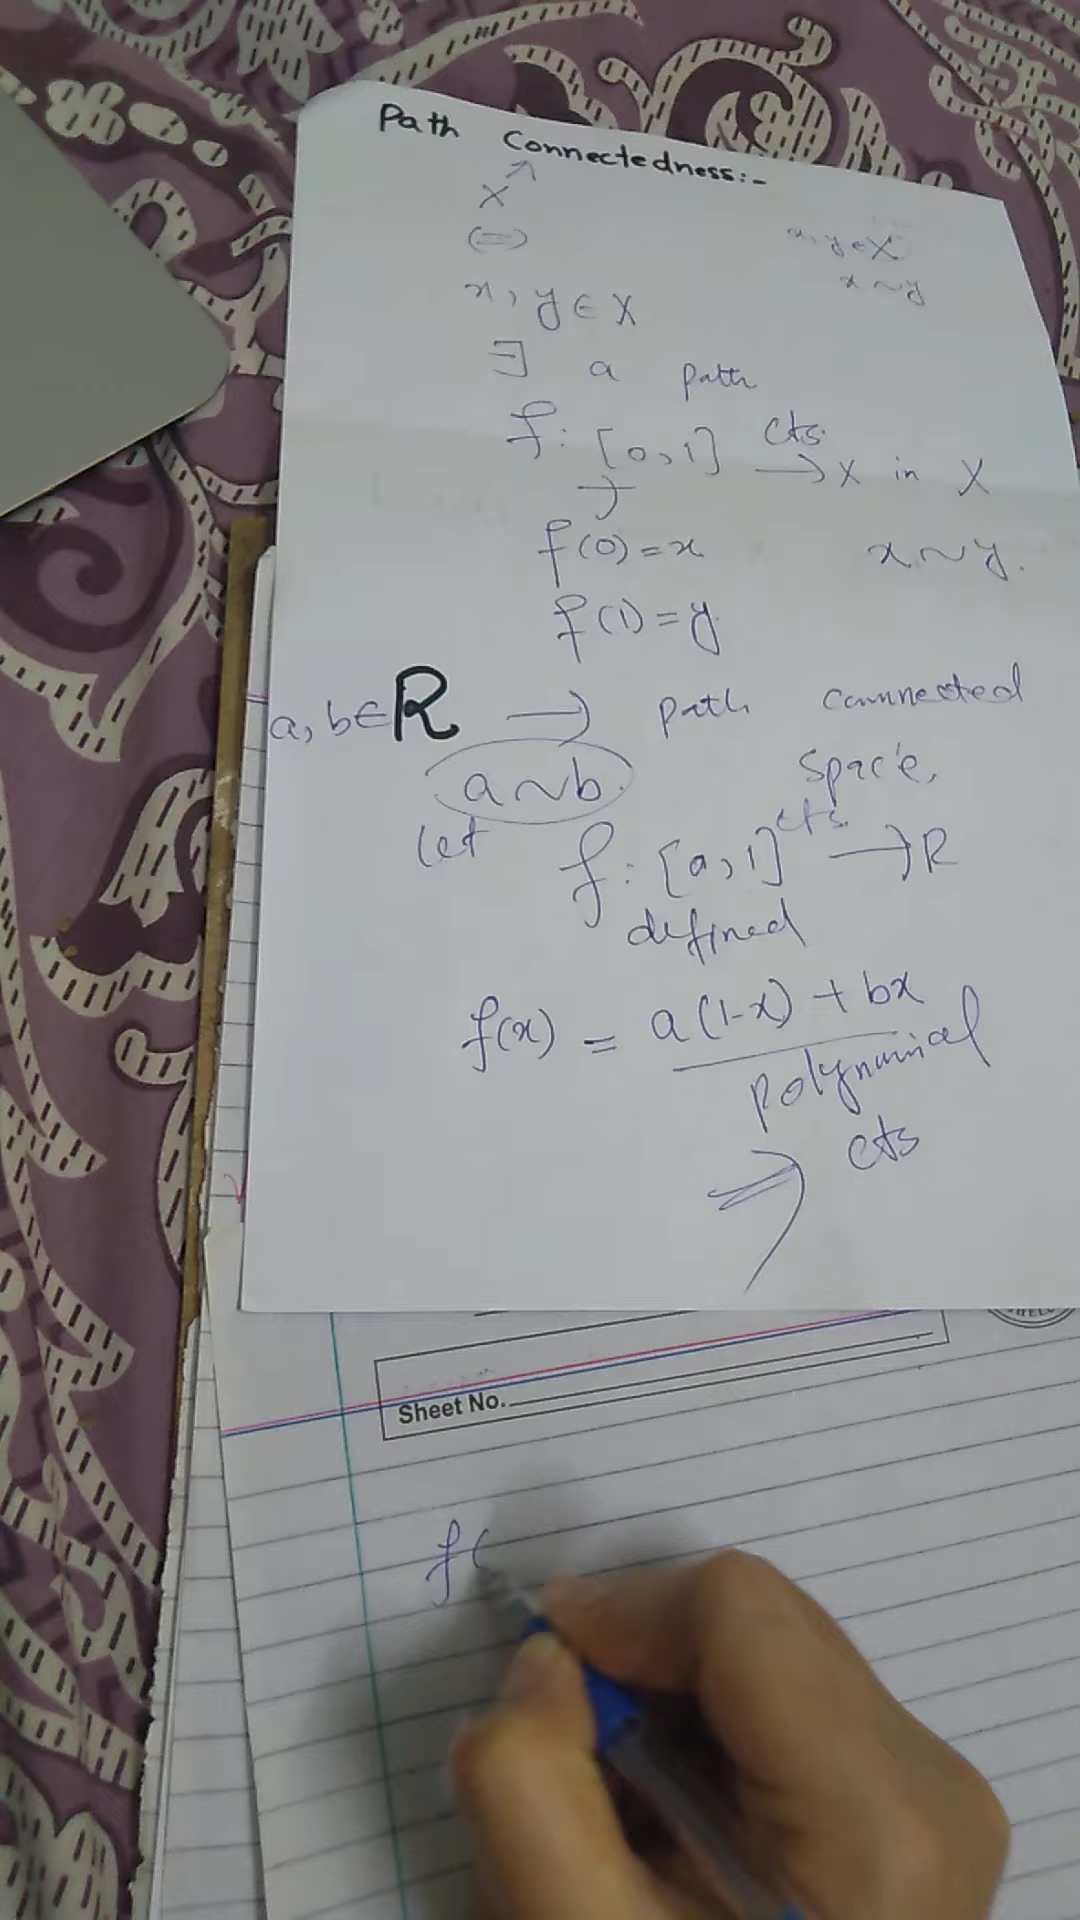 Path Connectedness:-
X
(=)
x, y ∈ X
x, y ∈ X
x ~ y
∃ a path
f: [0,1] cts. → X in X
f(0) = x
x ~ y.
f(1) = y
a, b ∈ R → path connected
a ~ b.
space.
let f: [a,1] cts → R
defined
f(x) = a(1-x) + bx
polynumial
cts
⇒
Sheet No.
f(